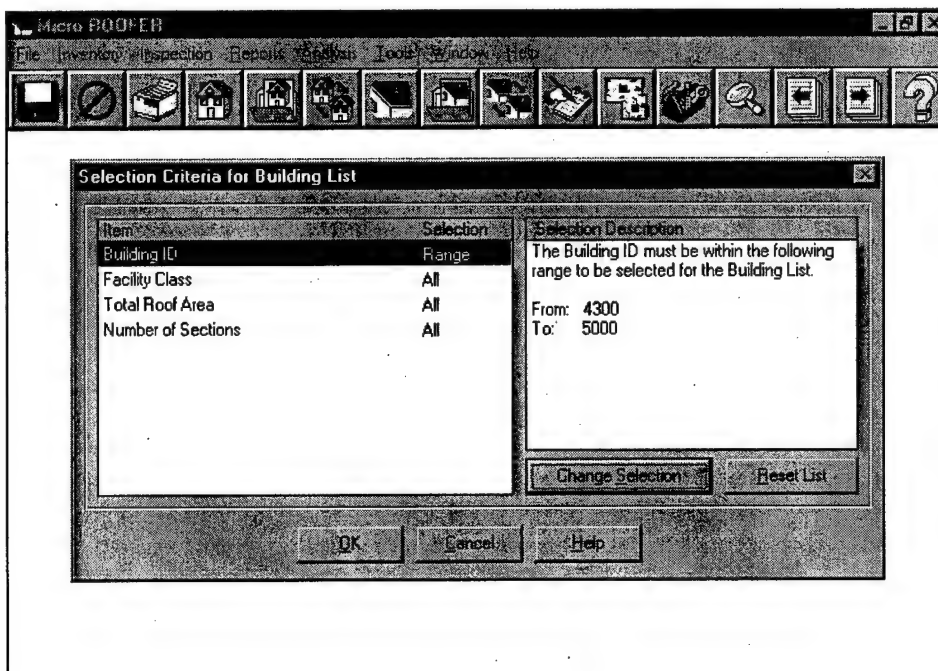 Micro ROOFER
File Inventory Inspection Reports Analysis Tools Window Help
Selection Criteria for Building List
Item Selection
Building ID Range
Facility Class All
Total Roof Area All
Number of Sections All
Selection Description
The Building ID must be within the following
range to be selected for the Building List.
From: 4300
To: 5000
Change Selection Reset List
OK Cancel Help